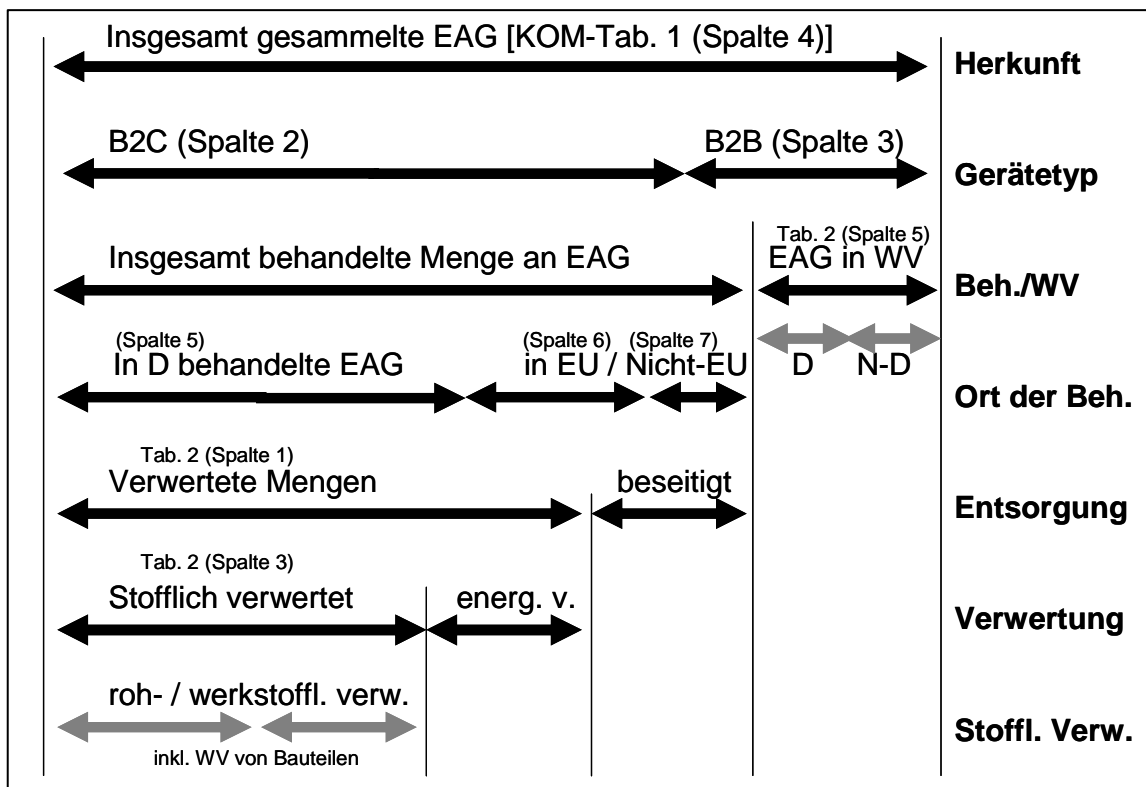 Insgesamt gesammelte EAG [KOM-Tab. 1 (Spalte 4)]
Herkunft
B2C (Spalte 2)
B2B (Spalte 3)
Gerätetyp
Tab. 2 (Spalte 5)
Insgesamt behandelte Menge an EAG
EAG in WV
Beh./WV
(Spalte 5)
(Spalte 6)
(Spalte 7)
In D behandelte EAG
in EU / Nicht-EU
D
N-D
Ort der Beh.
Tab. 2 (Spalte 1)
Verwertete Mengen
beseitigt
Entsorgung
Tab. 2 (Spalte 3)
Stofflich verwertet
energ. v.
Verwertung
roh- / werkstoffl. verw.
Stoffl. Verw.
inkl. WV von Bauteilen